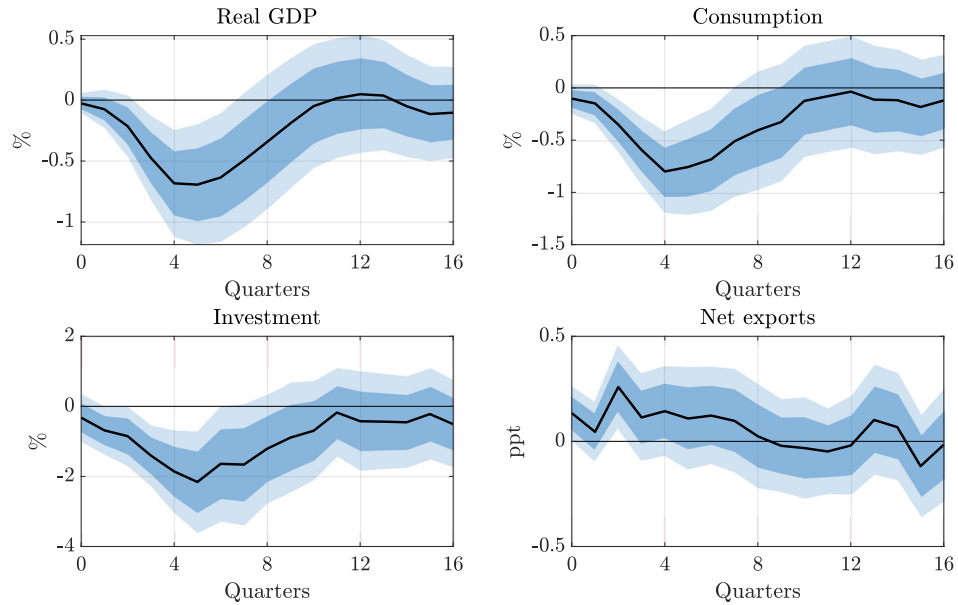 Real GDP
0.5
0
-0.5
-1
%
0 4 8 12 16
Quarters
Consumption
0.5
0
-0.5
-1
-1.5
%
0 4 8 12 16
Quarters
Investment
2
0
-2
-4
%
0 4 8 12 16
Quarters
Net exports
0.5
0
-0.5
ppt
0 4 8 12 16
Quarters